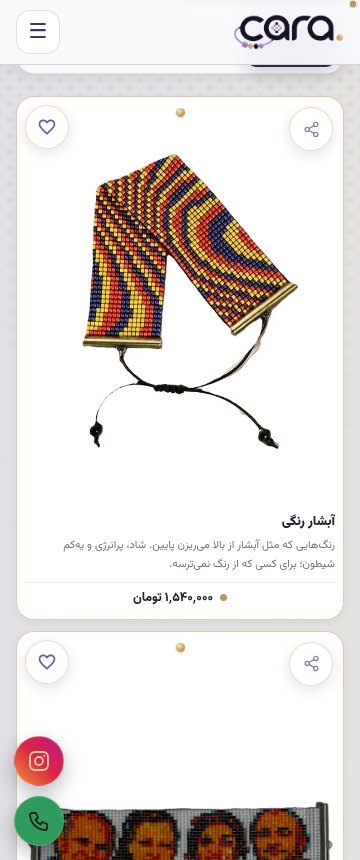 cara
آبشار رنگی
رنگ‌هایی که مثل آبشار از بالا می‌ریزن پایین. شاد، پرانرژی و یه‌کم
شیطون؛ برای کسی که از رنگ نمی‌ترسه.
۱,۵۴۰,۰۰۰ تومان